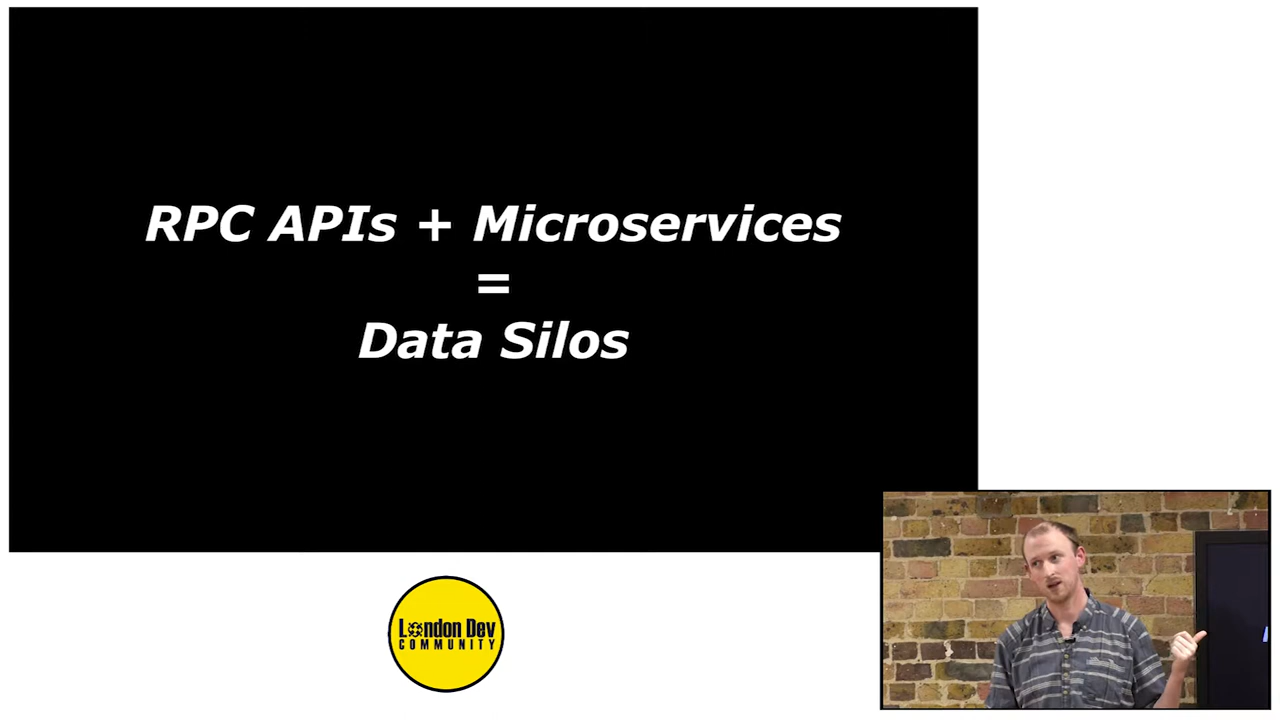 RPC APIs + Microservices
=
Data Silos
London Dev
COMMUNITY